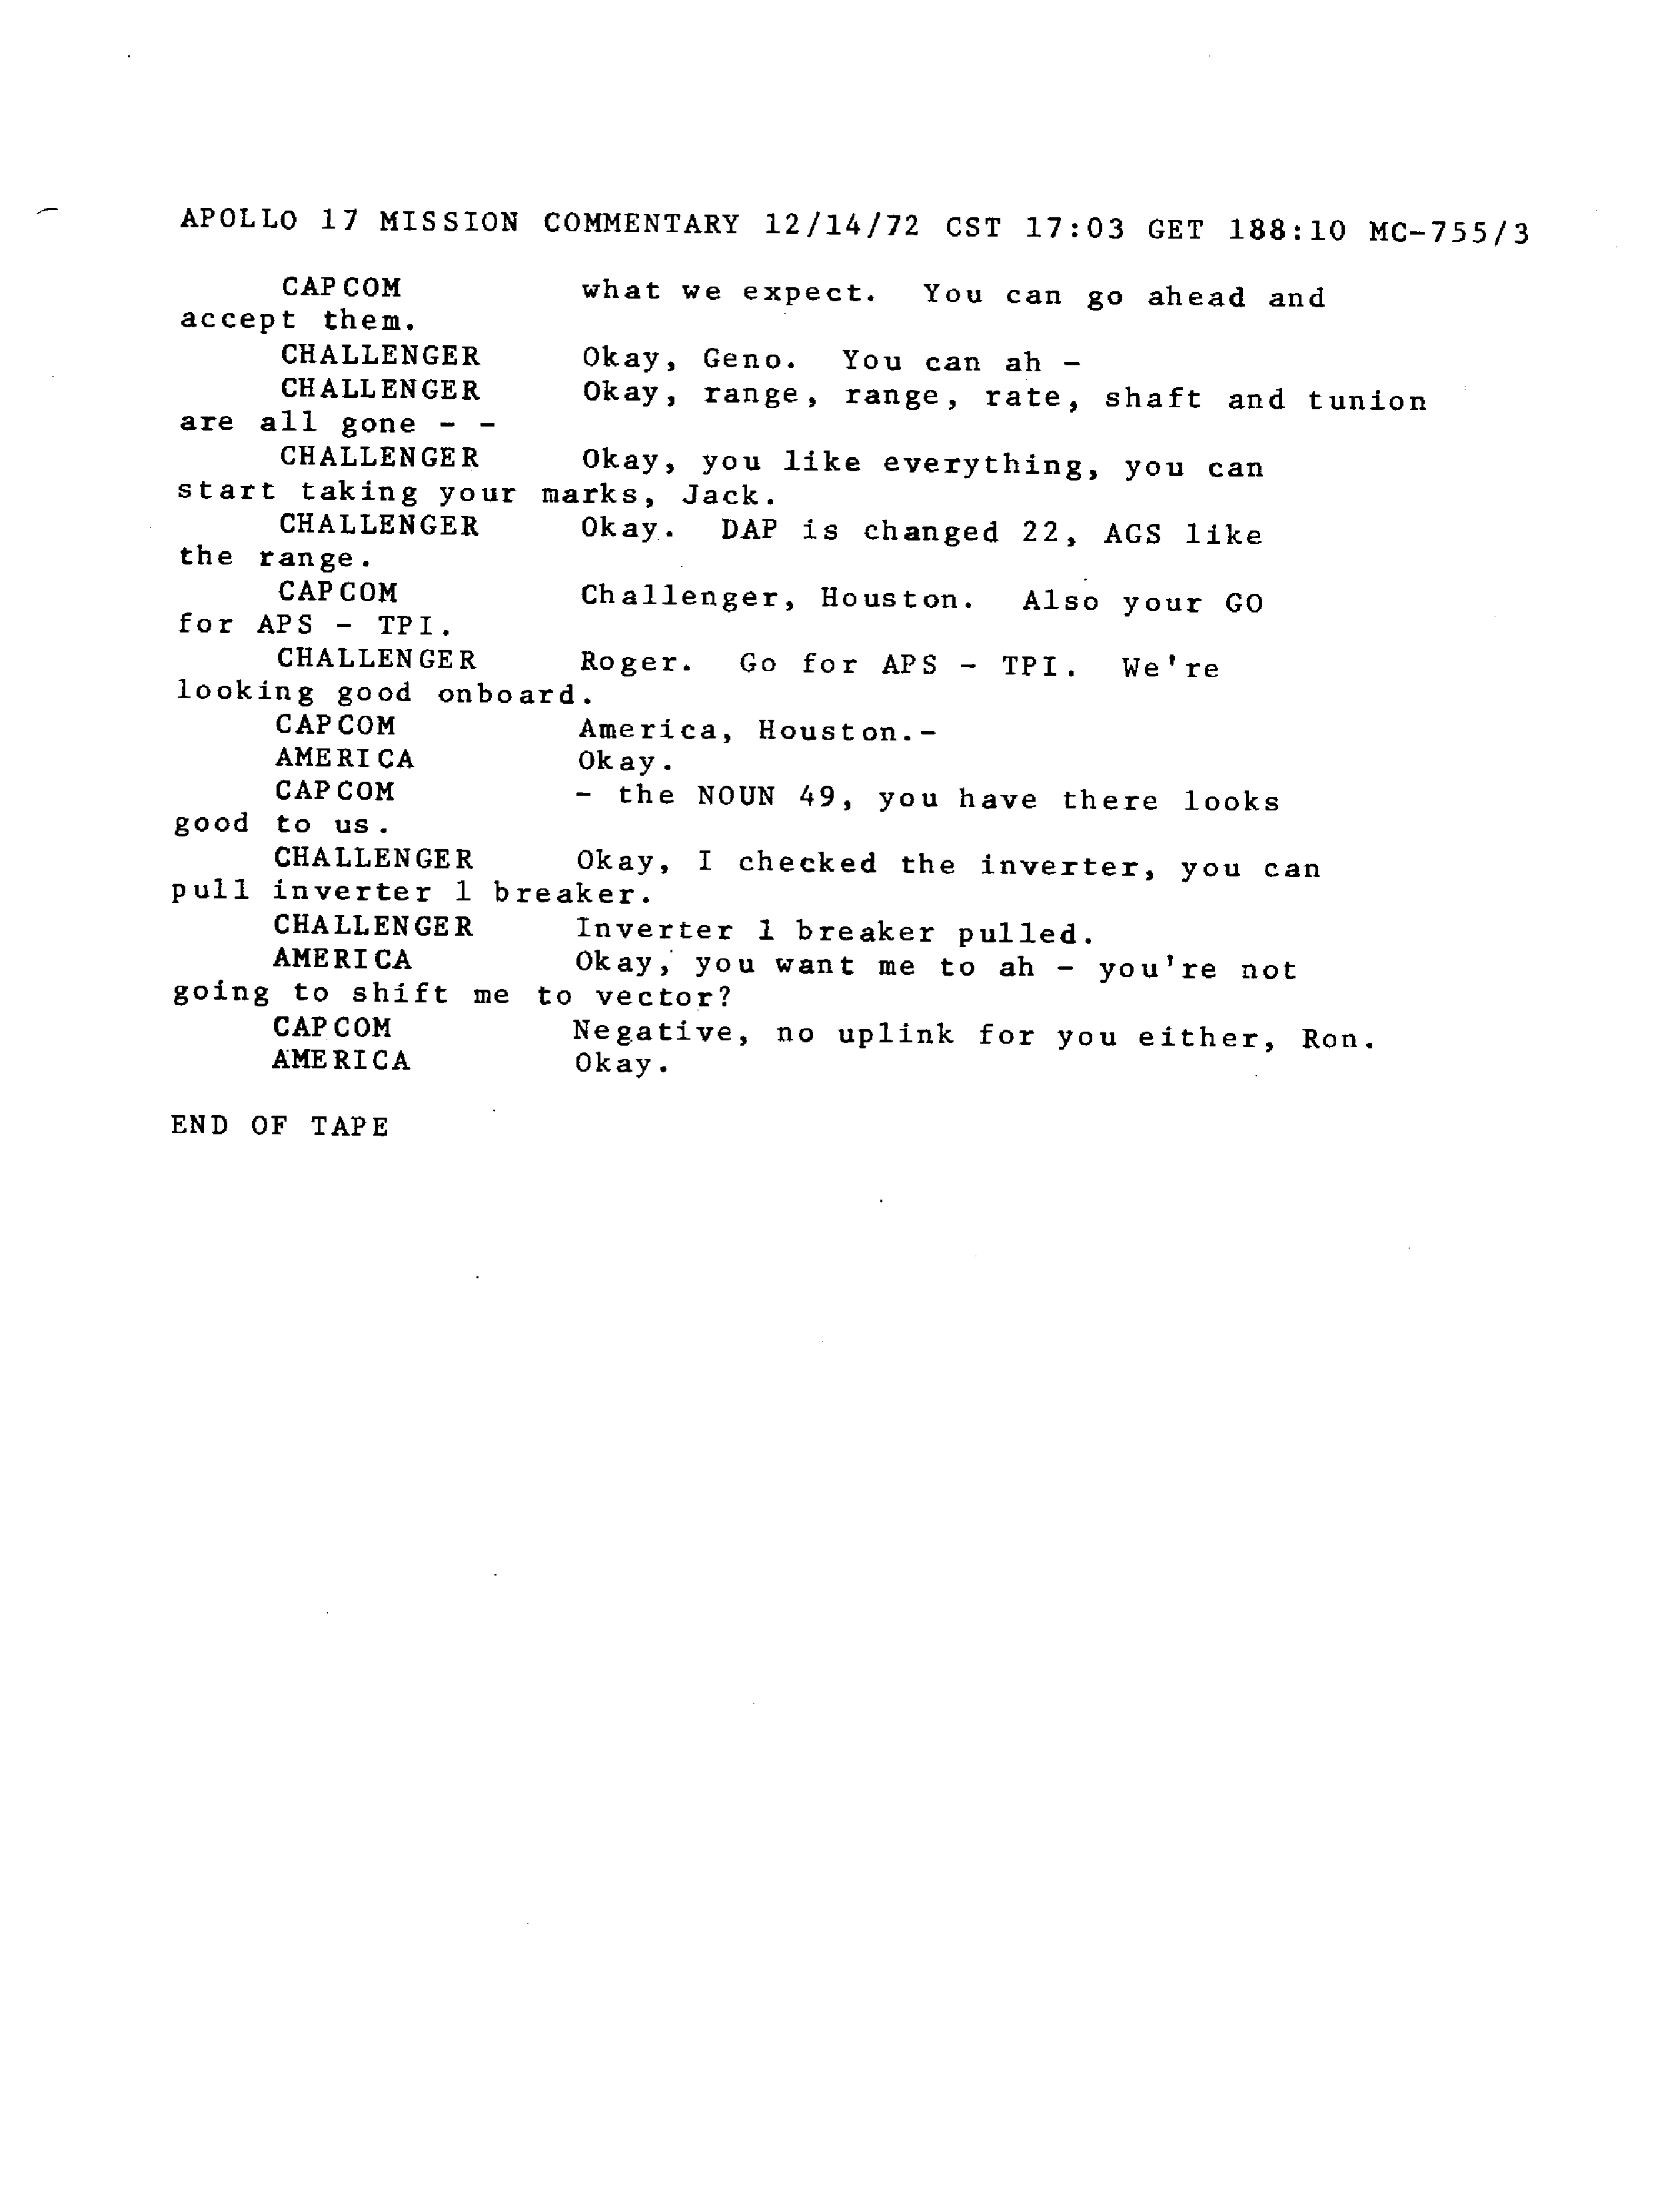 APOLLO 17 MISSION COMMENTARY 12/14/72 CST 17:03 GET 188:10 MC-755/3
CAPCOM what we expect. You can go ahead and
accept them.
CHALLENGER Okay, Geno. You can ah -
CHALLENGER Okay, range, range, rate, shaft and tunion
are all gone - -
CHALLENGER Okay, you like everything, you can
start taking your marks, Jack.
CHALLENGER Okay. DAP is changed 22, AGS like
the range.
CAPCOM Challenger, Houston. Also your GO
for APS - TPI.
CHALLENGER Roger. Go for APS - TPI. We're
looking good onboard.
CAPCOM America, Houston.-
AMERICA Okay.
CAPCOM - the NOUN 49, you have there looks
good to us.
CHALLENGER Okay, I checked the inverter, you can
pull inverter 1 breaker.
CHALLENGER Inverter 1 breaker pulled.
AMERICA Okay, you want me to ah - you're not
going to shift me to vector?
CAPCOM Negative, no uplink for you either, Ron.
AMERICA Okay.
END OF TAPE